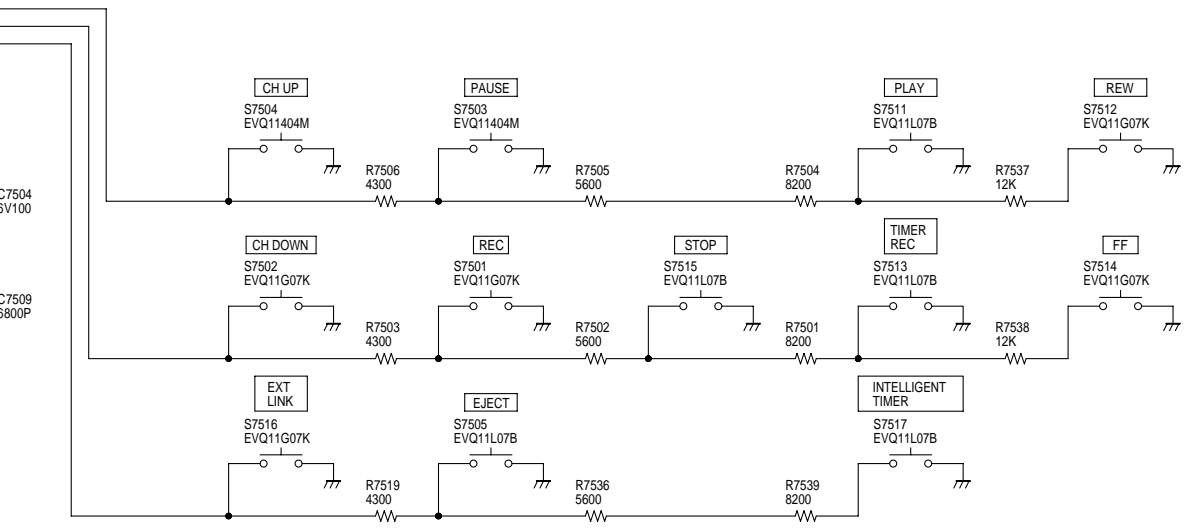 CH UP
S7504
EVQ11404M
PAUSE
S7503
EVQ11404M
PLAY
S7511
EVQ11L07B
REW
S7512
EVQ11G07K
R7506
4300
R7505
5600
R7504
8200
R7537
12K
C7504
6V100
CH DOWN
S7502
EVQ11G07K
REC
S7501
EVQ11G07K
STOP
S7515
EVQ11L07B
TIMER
REC
S7513
EVQ11L07B
FF
S7514
EVQ11G07K
C7509
6800P
R7503
4300
R7502
5600
R7501
8200
R7538
12K
EXT
LINK
S7516
EVQ11G07K
EJECT
S7505
EVQ11L07B
INTELLIGENT
TIMER
S7517
EVQ11L07B
R7519
4300
R7536
5600
R7539
8200